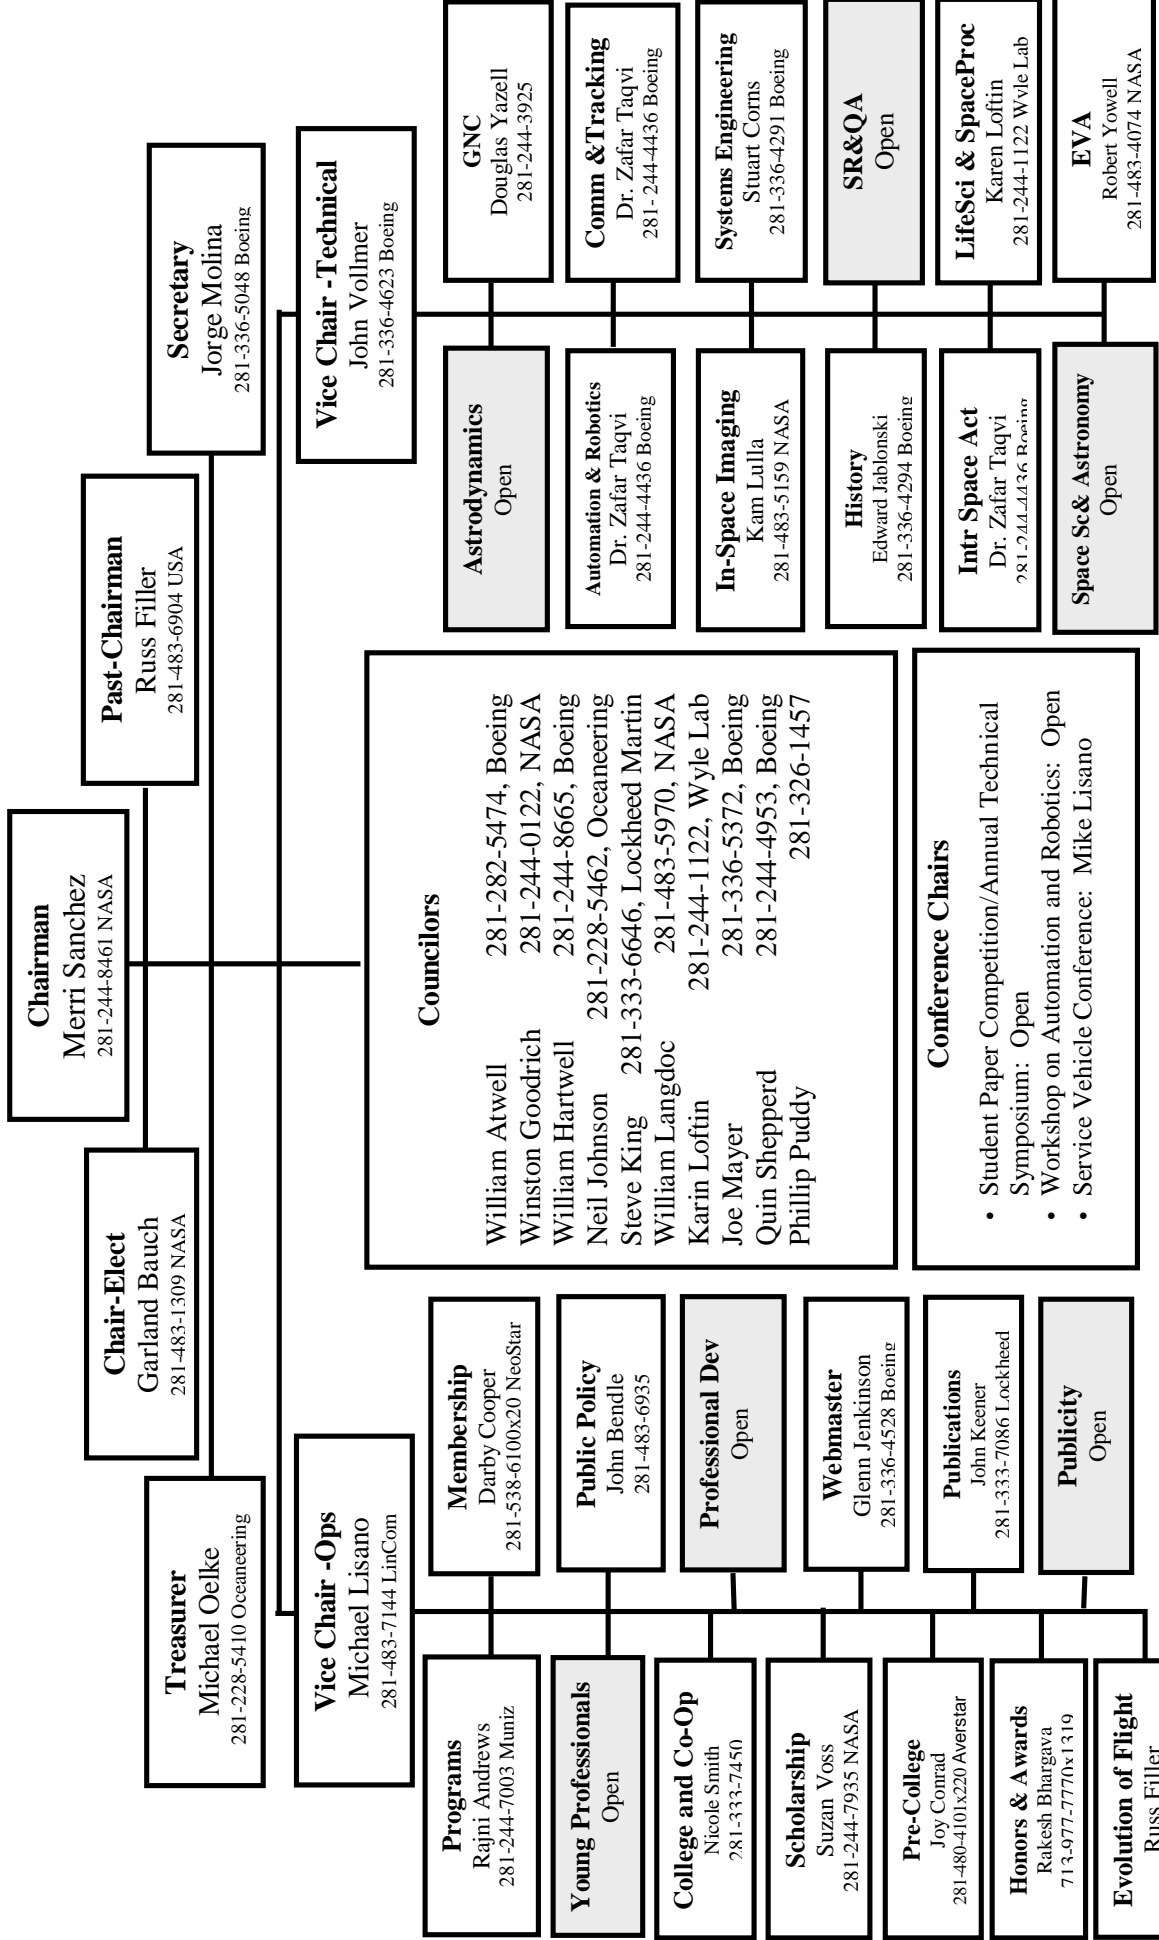 Chairman
Merri Sanchez
281-244-8461 NASA
Chair-Elect
Garland Bauch
281-483-1309 NASA
Past-Chairman
Russ Filler
281-483-6904 USA
Treasurer
Michael Oelke
281-228-5410 Oceaneering
Secretary
Jorge Molina
281-336-5048 Boeing
Vice Chair -Ops
Michael Lisano
281-483-7144 LinCom
Vice Chair -Technical
John Vollmer
281-336-4623 Boeing
Programs
Rajni Andrews
281-244-7003 Muniz
Membership
Darby Cooper
281-538-6100x20 NeoStar
Young Professionals
Open
Public Policy
John Bendle
281-483-6935
College and Co-Op
Nicole Smith
281-333-7450
Professional Dev
Open
Scholarship
Suzan Voss
281-244-7935 NASA
Webmaster
Glenn Jenkinson
281-336-4528 Boeing
Pre-College
Joy Conrad
281-480-4101x220 Averstar
Publications
John Keener
281-333-7086 Lockheed
Honors & Awards
Rakesh Bhargava
713-977-7770x1319
Publicity
Open
Evolution of Flight
Russ Filler
Councilors
William Atwell 281-282-5474, Boeing
Winston Goodrich 281-244-0122, NASA
William Hartwell 281-244-8665, Boeing
Neil Johnson 281-228-5462, Oceaneering
Steve King 281-333-6646, Lockheed Martin
William Langdoc 281-483-5970, NASA
Karin Loftin 281-244-1122, Wyle Lab
Joe Mayer 281-336-5372, Boeing
Quin Shepperd 281-244-4953, Boeing
Phillip Puddy 281-326-1457
Conference Chairs
• Student Paper Competition/Annual Technical
Symposium: Open
• Workshop on Automation and Robotics: Open
• Service Vehicle Conference: Mike Lisano
Astrodynamics
Open
GNC
Douglas Yazell
281-244-3925
Automation & Robotics
Dr. Zafar Taqvi
281-244-4436 Boeing
Comm &Tracking
Dr. Zafar Taqvi
281- 244-4436 Boeing
In-Space Imaging
Kam Lulla
281-483-5159 NASA
Systems Engineering
Stuart Corns
281-336-4291 Boeing
History
Edward Jablonski
281-336-4294 Boeing
SR&QA
Open
Intr Space Act
Dr. Zafar Taqvi
281-244-4436 Boeing
LifeSci & SpaceProc
Karen Loftin
281-244-1122 Wyle Lab
Space Sc& Astronomy
Open
EVA
Robert Yowell
281-483-4074 NASA